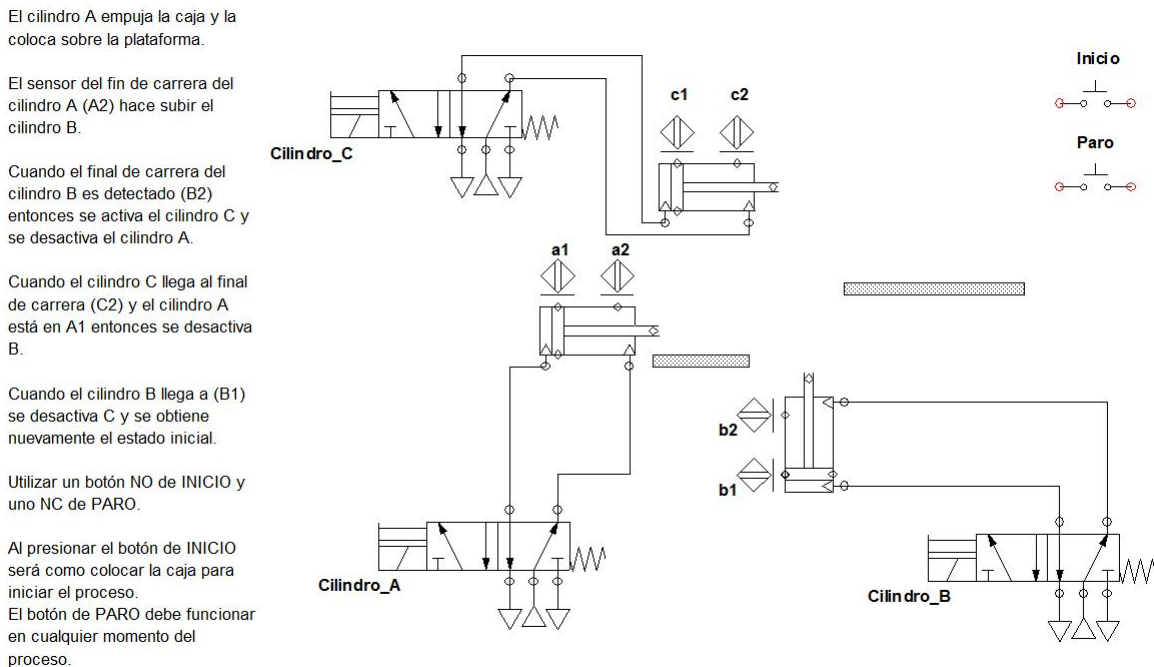 El cilindro A empuja la caja y la
coloca sobre la plataforma.
El sensor del fin de carrera del
cilindro A (A2) hace subir el
cilindro B.
Cuando el final de carrera del
cilindro B es detectado (B2)
entonces se activa el cilindro C y
se desactiva el cilindro A.
Cuando el cilindro C llega al final
de carrera (C2) y el cilindro A
está en A1 entonces se desactiva
B.
Cuando el cilindro B llega a (B1)
se desactiva C y se obtiene
nuevamente el estado inicial.
Utilizar un botón NO de INICIO y
uno NC de PARO.
Al presionar el botón de INICIO
será como colocar la caja para
iniciar el proceso.
El botón de PARO debe funcionar
en cualquier momento del
proceso.
Cilindro_C
c1 c2
Inicio
Paro
a1 a2
Cilindro_A
b2
b1
Cilindro_B